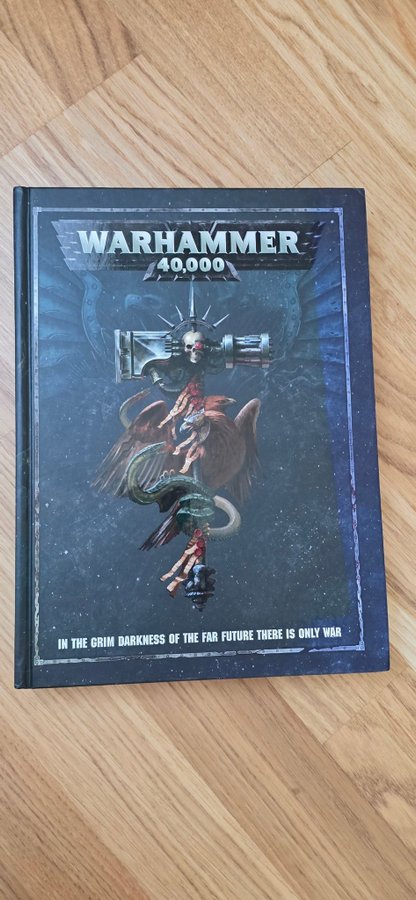 WARHAMMER
40,000
IN THE GRIM DARKNESS OF THE FAR FUTURE THERE IS ONLY WAR